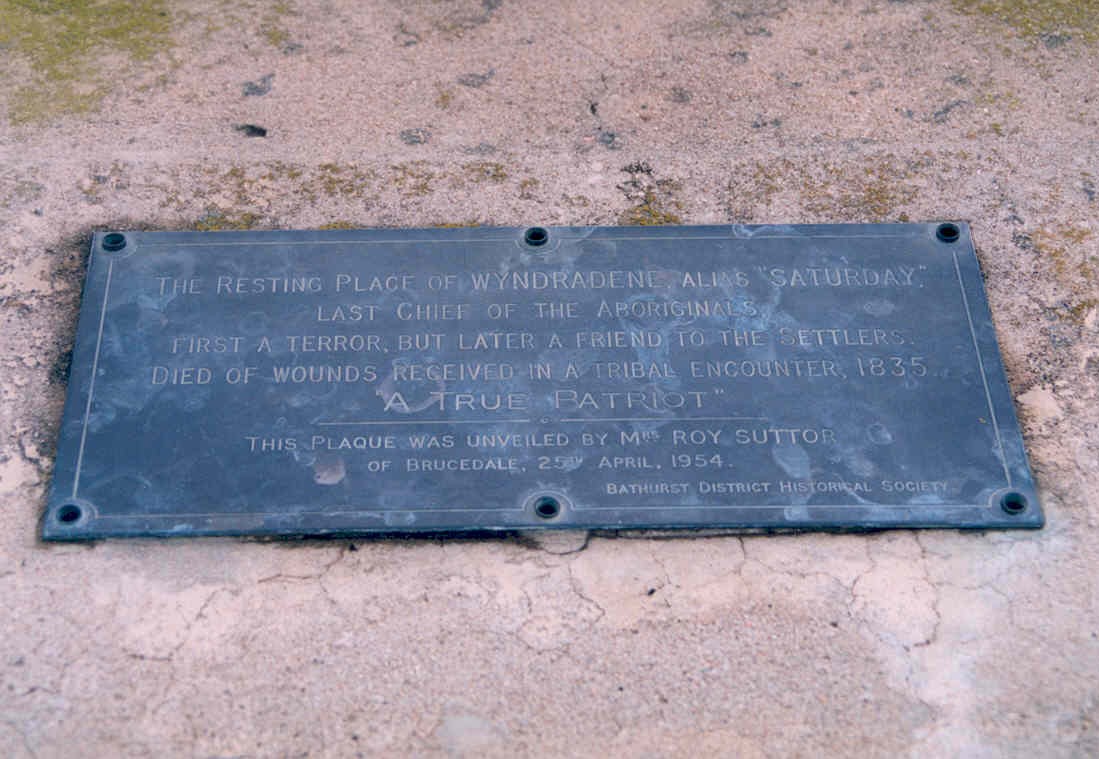 THE RESTING PLACE OF WYNDRADENE, ALIAS "SATURDAY",
LAST CHIEF OF THE ABORIGINALS.
FIRST A TERROR, BUT LATER A FRIEND TO THE SETTLERS.
DIED OF WOUNDS RECEIVED IN A TRIBAL ENCOUNTER, 1835.
"A TRUE PATRIOT"
THIS PLAQUE WAS UNVEILED BY MRS ROY SUTTOR
OF BRUCEDALE, 25TH APRIL, 1954.
BATHURST DISTRICT HISTORICAL SOCIETY.